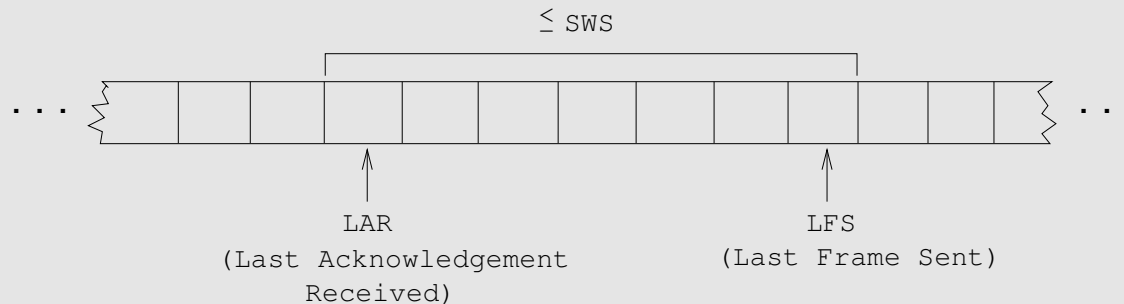 ≤ SWS
... ..
LAR LFS
(Last Acknowledgement (Last Frame Sent)
Received)